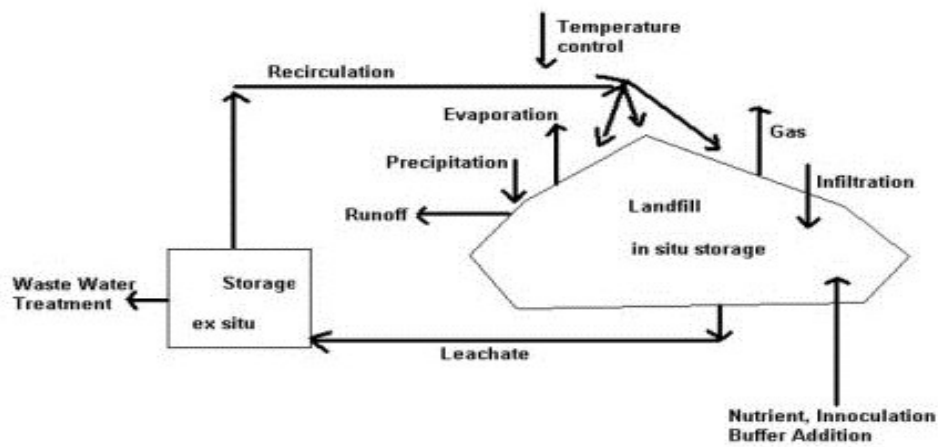 Temperature
control
Recirculation
Evaporation
Gas
Precipitation
Infiltration
Runoff
Landfill
in situ storage
Waste Water
Treatment
Storage
ex situ
Leachate
Nutrient, Innoculation
Buffer Addition